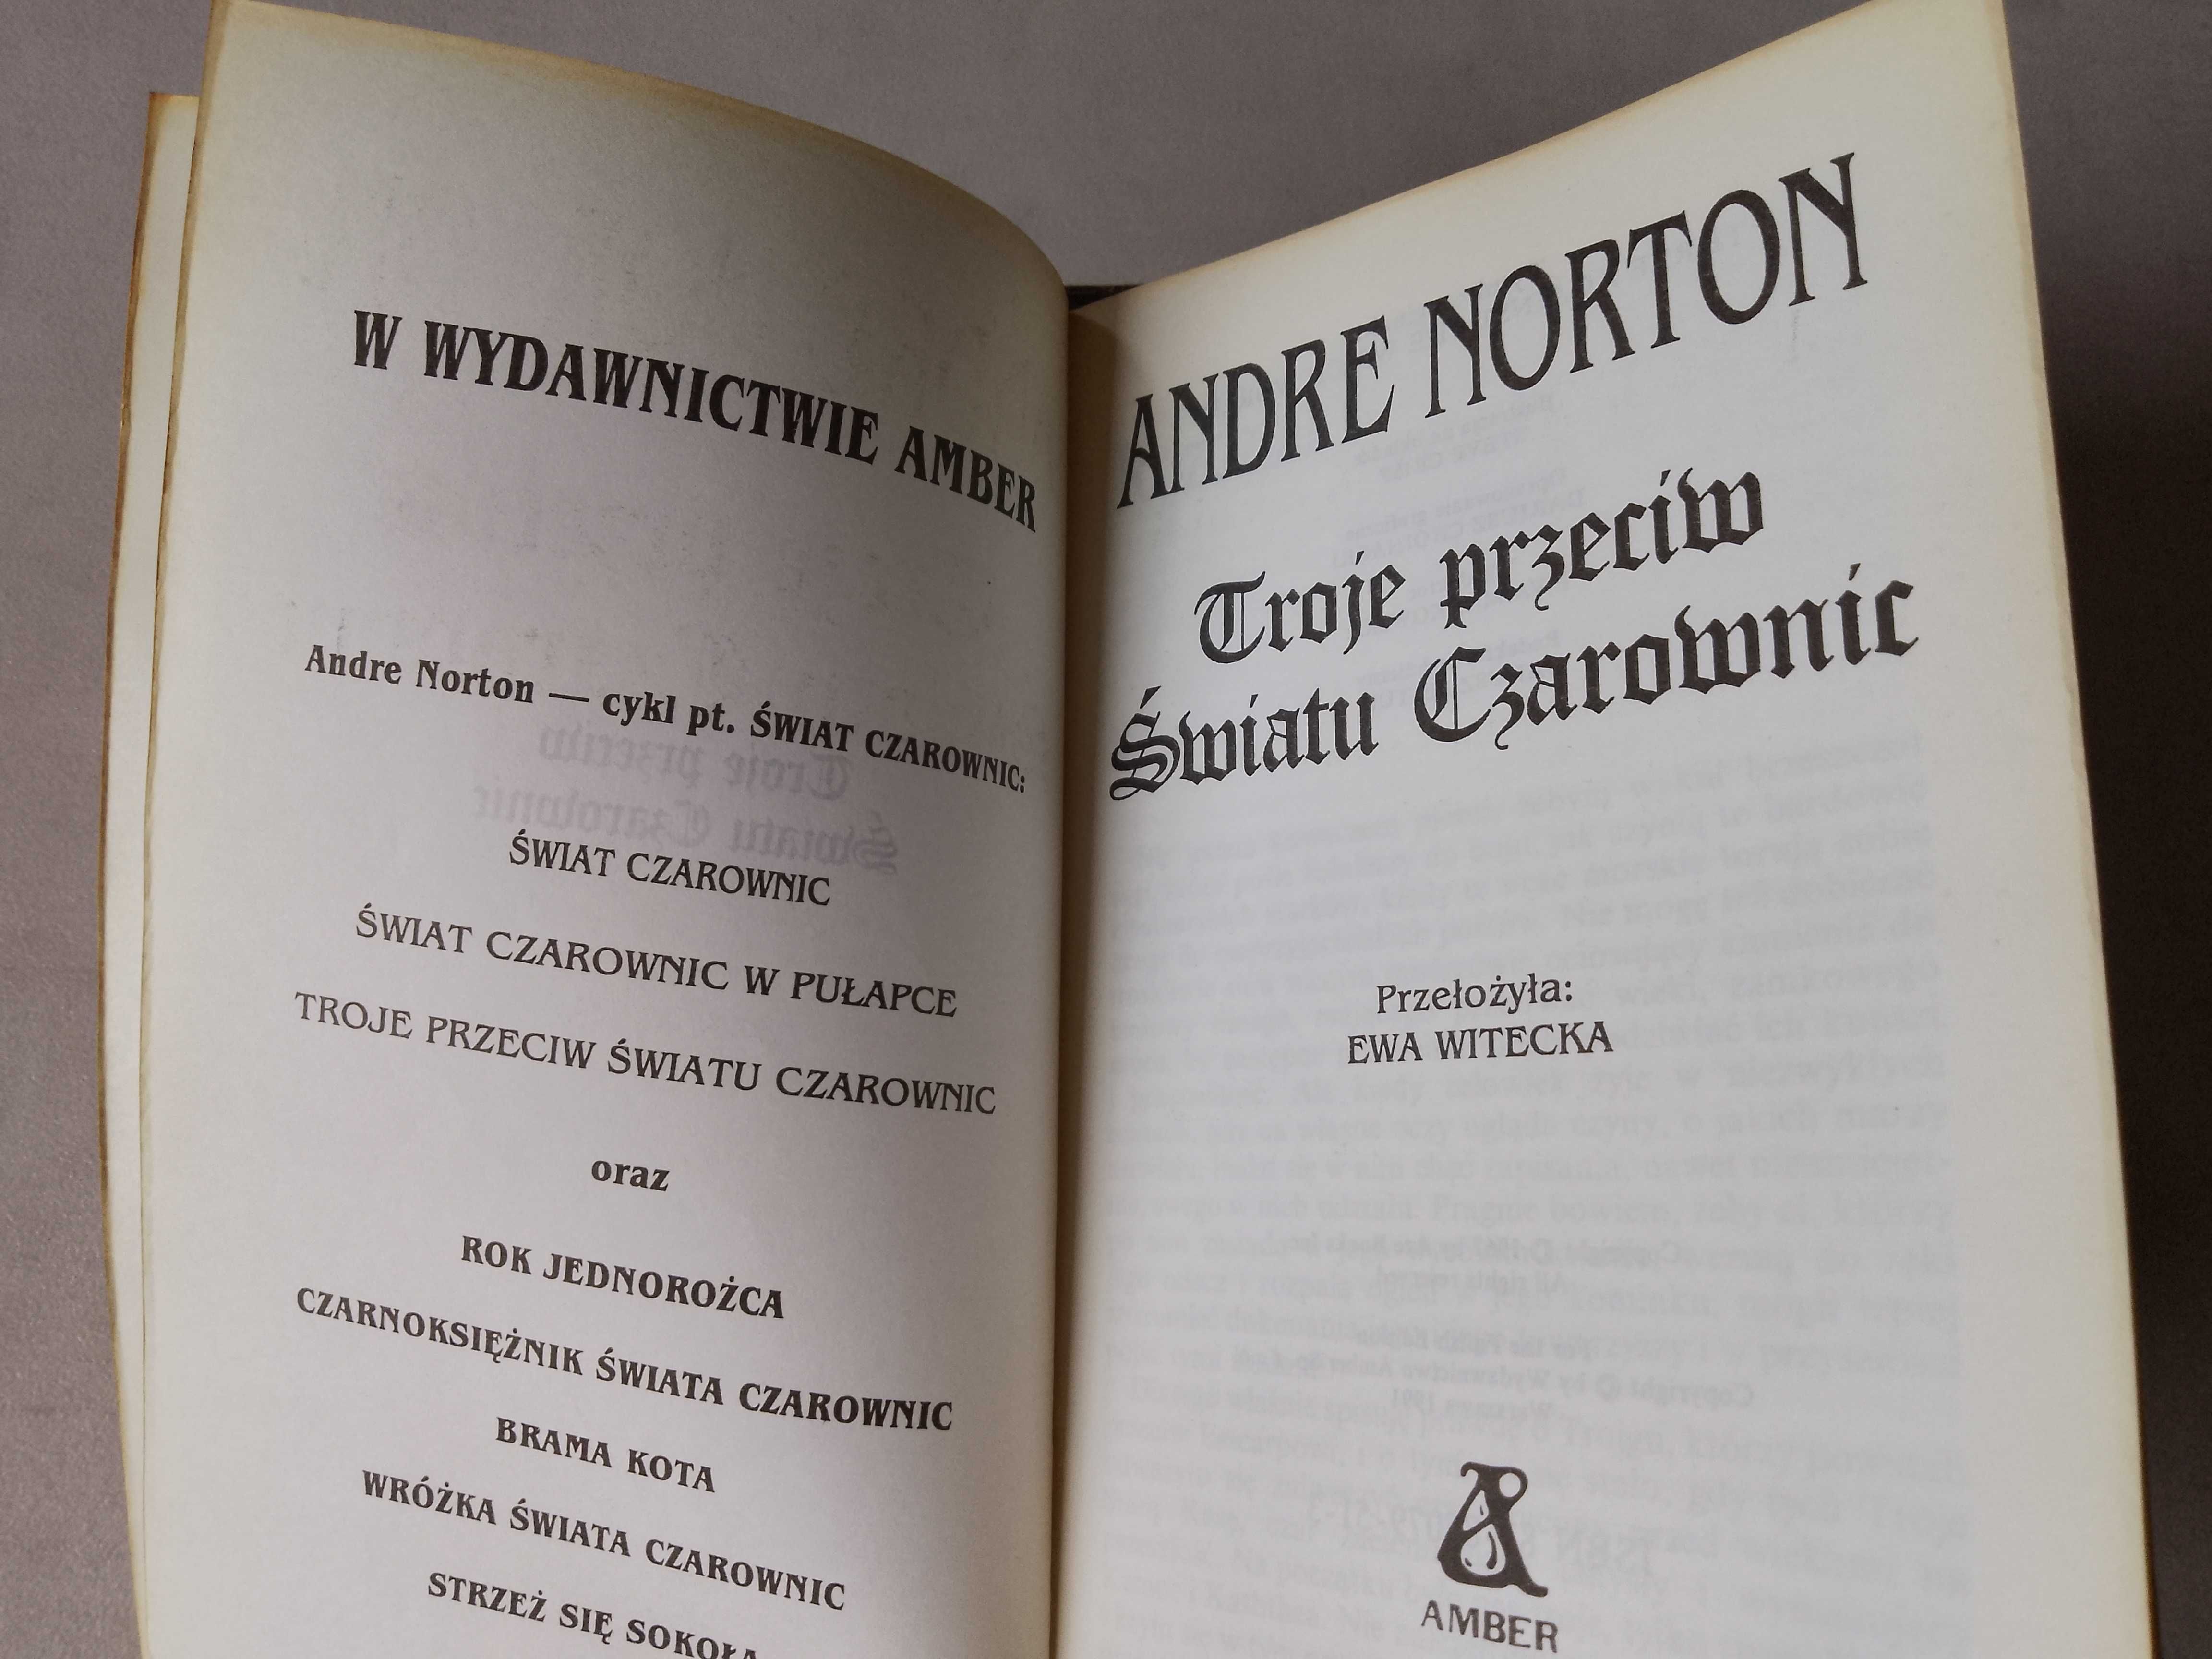 W WYDAWNICTWIE AMBER
Andre Norton — cykl pt. ŚWIAT CZAROWNIC:
ŚWIAT CZAROWNIC
ŚWIAT CZAROWNIC W PUŁAPCE
TROJE PRZECIW ŚWIATU CZAROWNIC
oraz
ROK JEDNOROŻCA
CZARNOKSIĘŻNIK ŚWIATA CZAROWNIC
BRAMA KOTA
WRÓŻKA ŚWIATA CZAROWNIC
STRZEŻ SIĘ SOKOŁA
ANDRE NORTON
Troje przeciw
Światu Czarownic
Przełożyła:
EWA WITECKA
AMBER